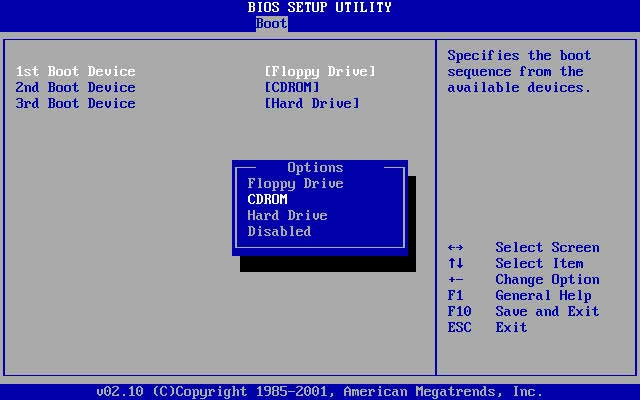 BIOS SETUP UTILITY
Boot
1st Boot Device [Floppy Drive]
2nd Boot Device [CDROM]
3rd Boot Device [Hard Drive]
Options
Floppy Drive
CDROM
Hard Drive
Disabled
Specifies the boot
sequence from the
available devices.
↔ Select Screen
↑↓ Select Item
+- Change Option
F1 General Help
F10 Save and Exit
ESC Exit
v02.10 (C)Copyright 1985-2001, American Megatrends, Inc.